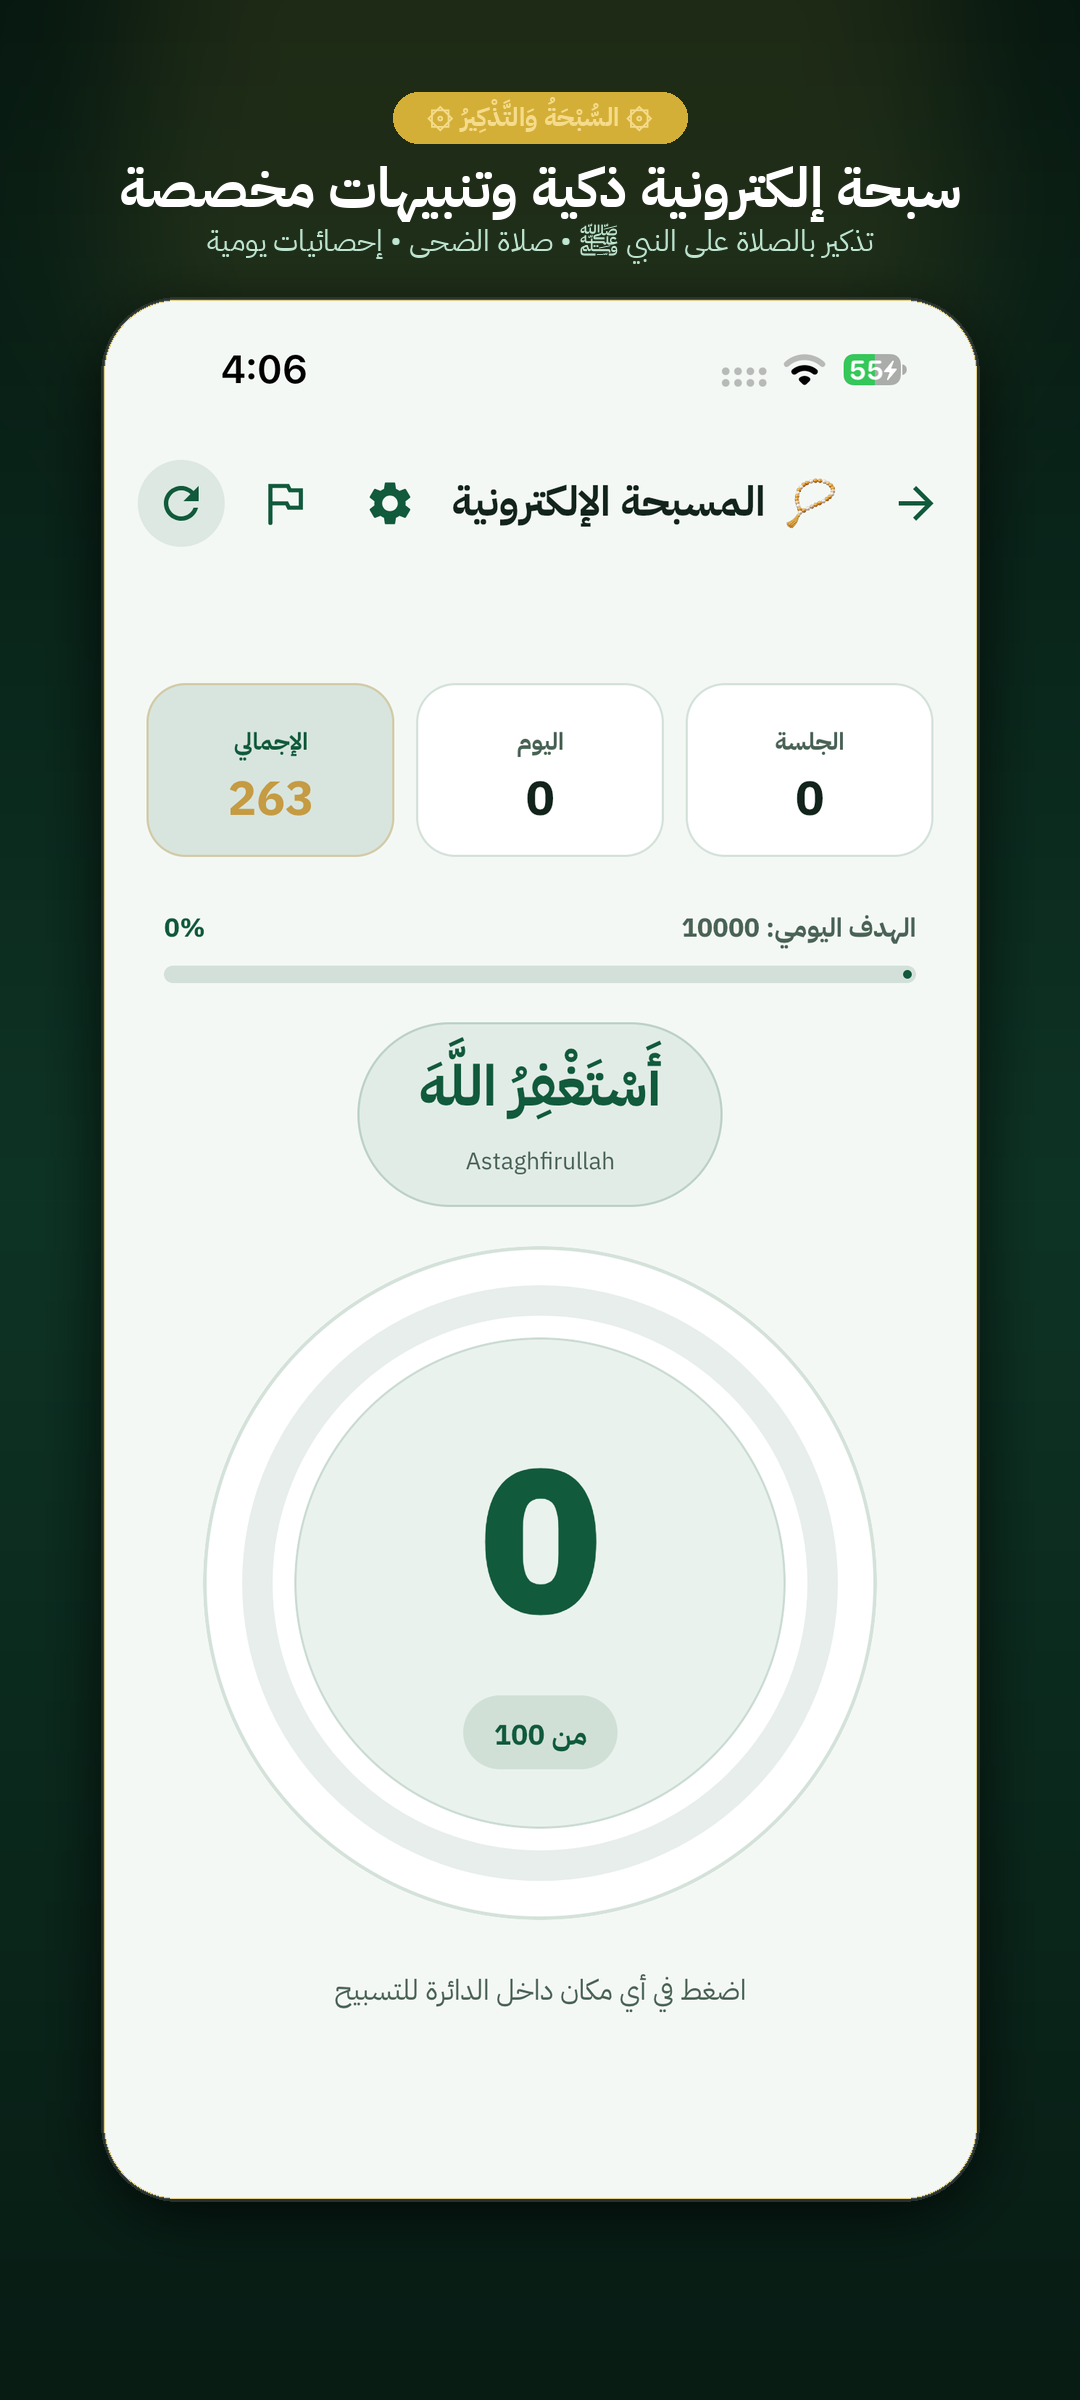 ۞ السُّبْحَةُ وَالتَّذْكِيرُ ۞
سبحة إلكترونية ذكية وتنبيهات مخصصة
تذكير بالصلاة على النبي ﷺ • صلاة الضحى • إحصائيات يومية
4:06 55
المسبحة الإلكترونية
الجلسة اليوم الإجمالي
0 0 263
الهدف اليومي: 10000 0%
أَسْتَغْفِرُ اللَّهَ
Astaghfirullah
0
من 100
اضغط في أي مكان داخل الدائرة للتسبيح